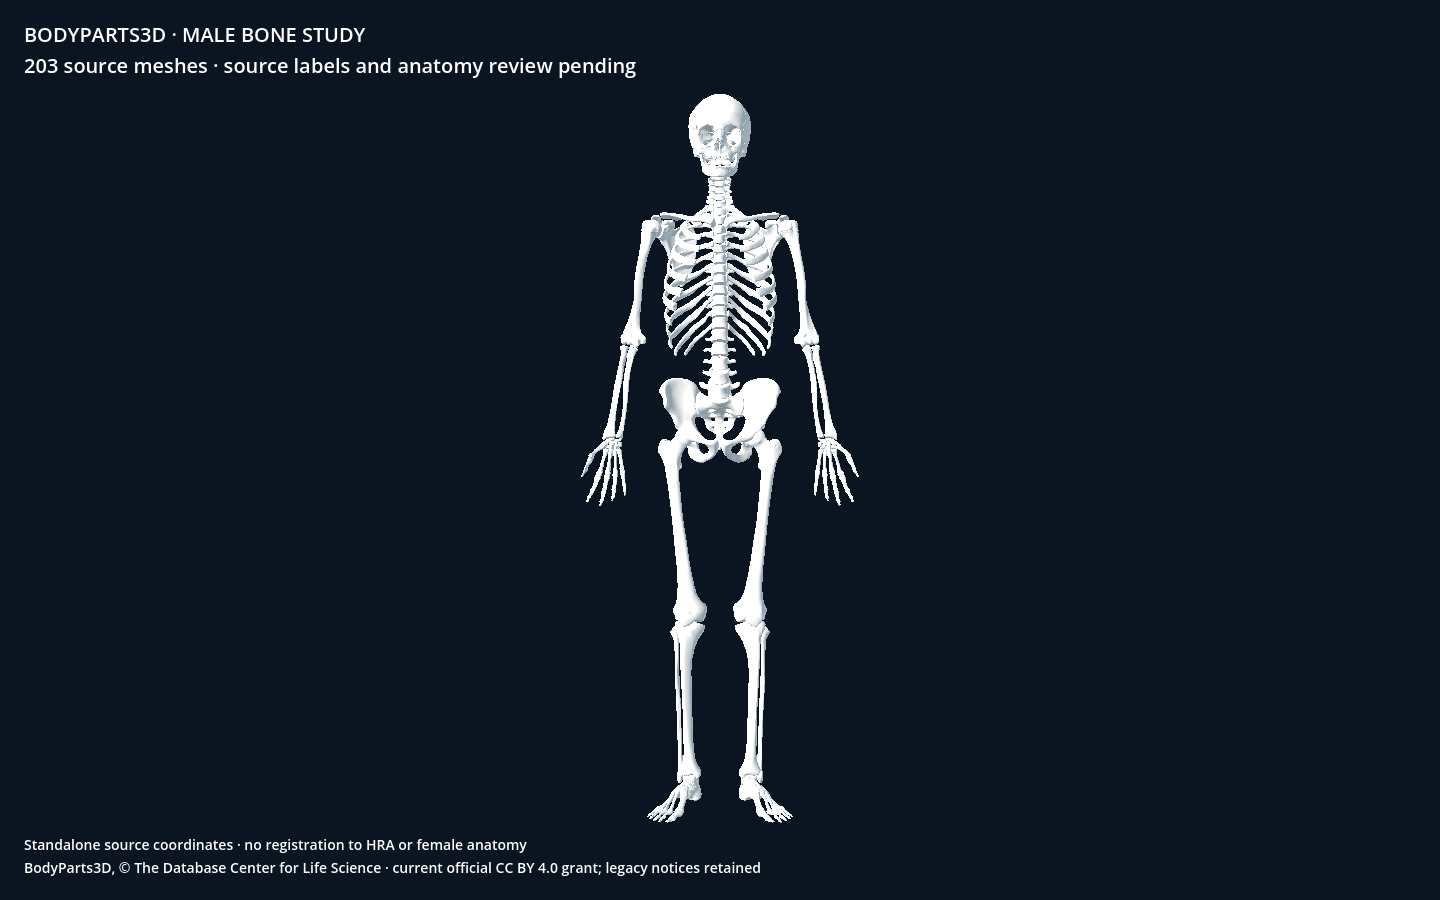 BODYPARTS3D · MALE BONE STUDY
203 source meshes · source labels and anatomy review pending
Standalone source coordinates · no registration to HRA or female anatomy
BodyParts3D, © The Database Center for Life Science · current official CC BY 4.0 grant; legacy notices retained